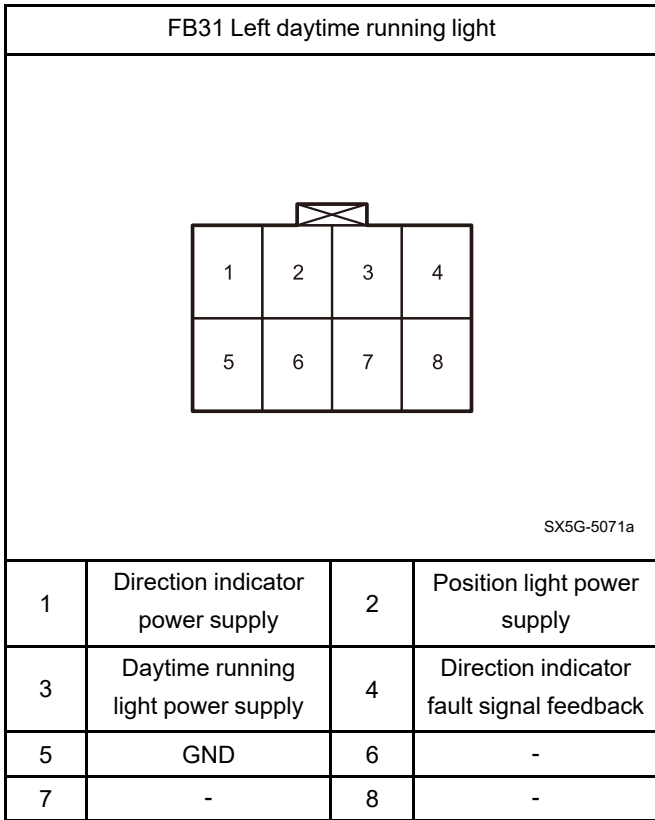 FB31 Left daytime running light
1 2 3 4
5 6 7 8
SX5G-5071a
1 Direction indicator power supply 2 Position light power supply
3 Daytime running light power supply 4 Direction indicator fault signal feedback
5 GND 6 -
7 - 8 -